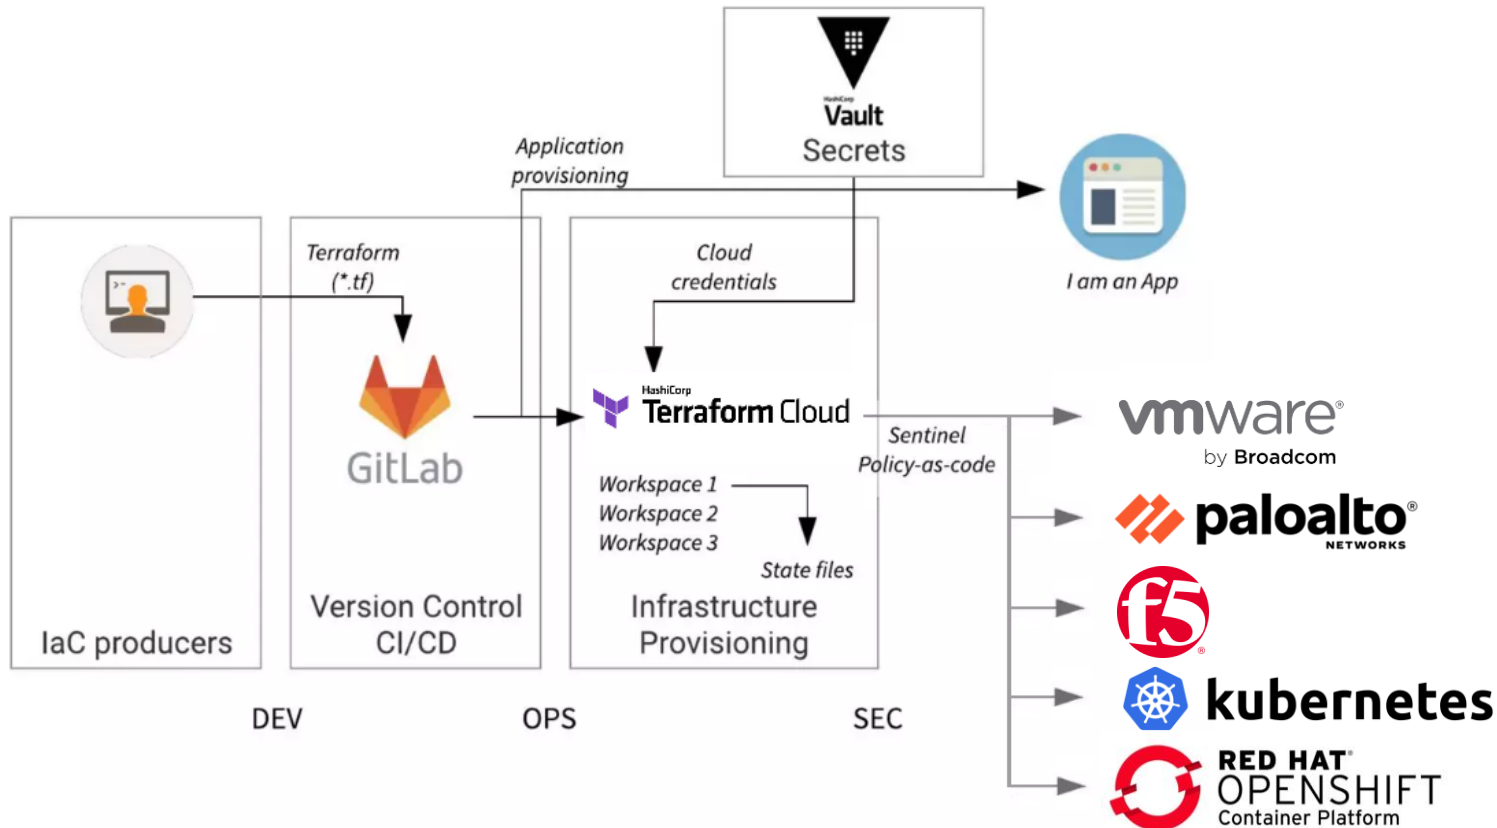 HashiCorp
Vault
Secrets
Application
provisioning
I am an App
Terraform
(*.tf)
Cloud
credentials
GitLab
HashiCorp
Terraform Cloud
Workspace 1
Workspace 2
Workspace 3
State files
Sentinel
Policy-as-code
IaC producers
Version Control
CI/CD
Infrastructure
Provisioning
DEV
OPS
SEC
vmware®
by Broadcom
paloalto®
NETWORKS
f5®
kubernetes
RED HAT®
OPENSHIFT
Container Platform